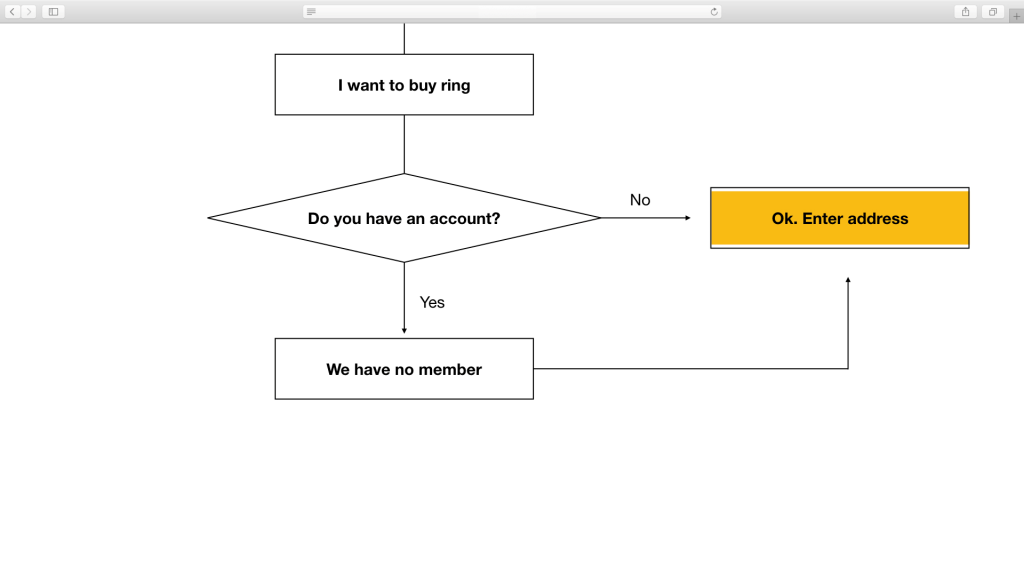 I want to buy ring
Do you have an account?
No
Ok. Enter address
Yes
We have no member